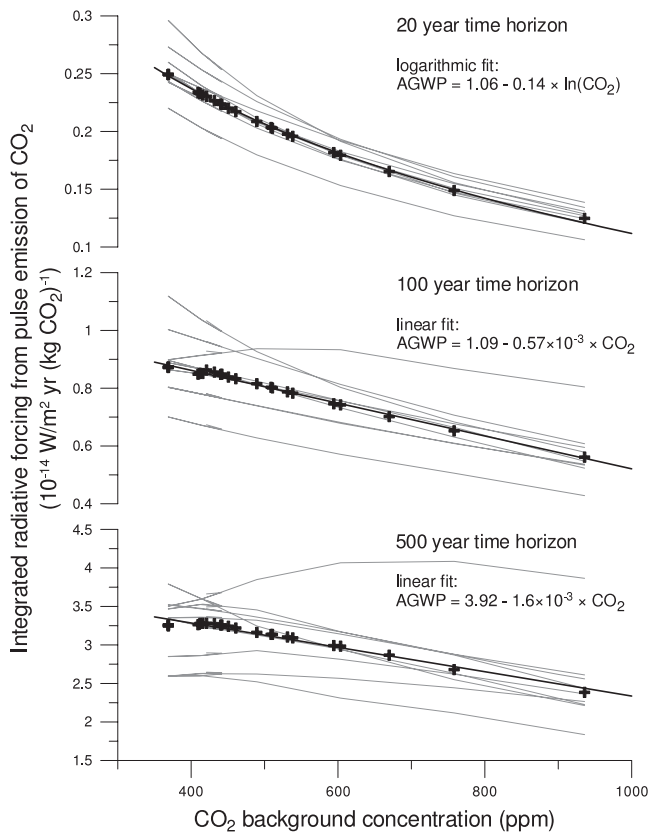 Integrated radiative forcing from pulse emission of CO₂
(10⁻¹⁴ W/m² yr (kg CO₂)⁻¹)
0.3
0.25
0.2
0.15
0.1
20 year time horizon
logarithmic fit:
AGWP = 1.06 - 0.14 × ln(CO₂)
1.2
1
0.8
0.6
0.4
100 year time horizon
linear fit:
AGWP = 1.09 - 0.57×10⁻³ × CO₂
4.5
4
3.5
3
2.5
2
1.5
500 year time horizon
linear fit:
AGWP = 3.92 - 1.6×10⁻³ × CO₂
400 600 800 1000
CO₂ background concentration (ppm)